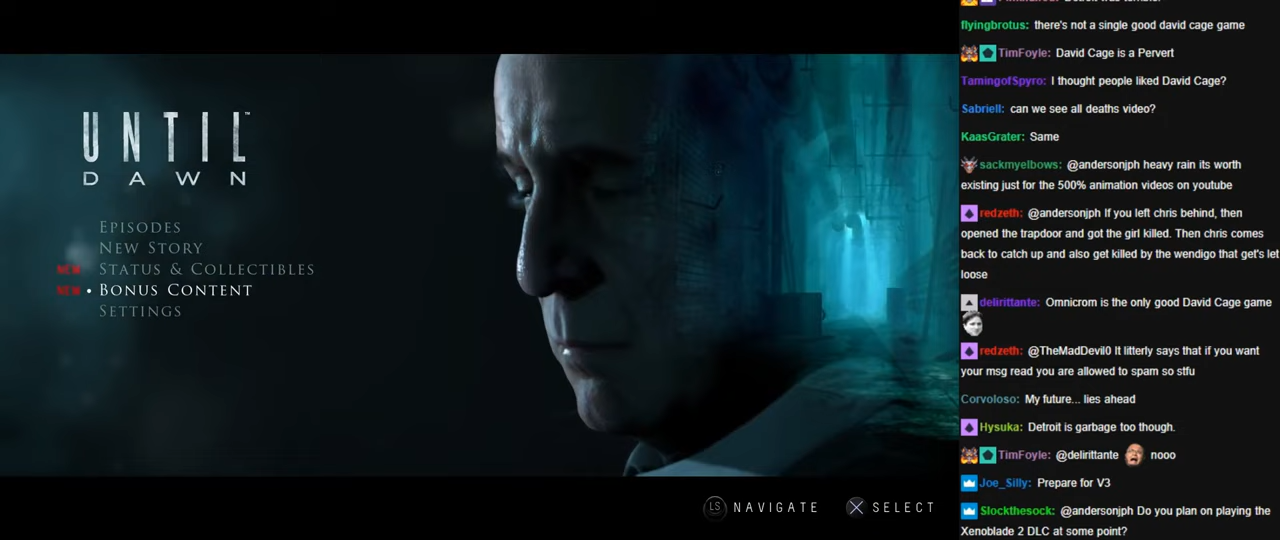 UNTIL™
DAWN
EPISODES
NEW STORY
NEW STATUS & COLLECTIBLES
NEW • BONUS CONTENT
SETTINGS
LS NAVIGATE SELECT
flyingbrotus: there's not a single good david cage game
TimFoyle: David Cage is a Pervert
TamingofSpyro: I thought people liked David Cage?
Sabriell: can we see all deaths video?
KaasGrater: Same
sackmyelbows: @andersonjph heavy rain its worth
existing just for the 500% animation videos on youtube
redzeth: @andersonjph If you left chris behind, then
opened the trapdoor and got the girl killed. Then chris comes
back to catch up and also get killed by the wendigo that get's let
loose
delirittante: Omnicrom is the only good David Cage game
redzeth: @TheMadDevil0 It litterly says that if you want
your msg read you are allowed to spam so stfu
Corvoloso: My future... lies ahead
Hysuka: Detroit is garbage too though.
TimFoyle: @delirittante nooo
Joe_Silly: Prepare for V3
Slockthesock: @andersonjph Do you plan on playing the
Xenoblade 2 DLC at some point?